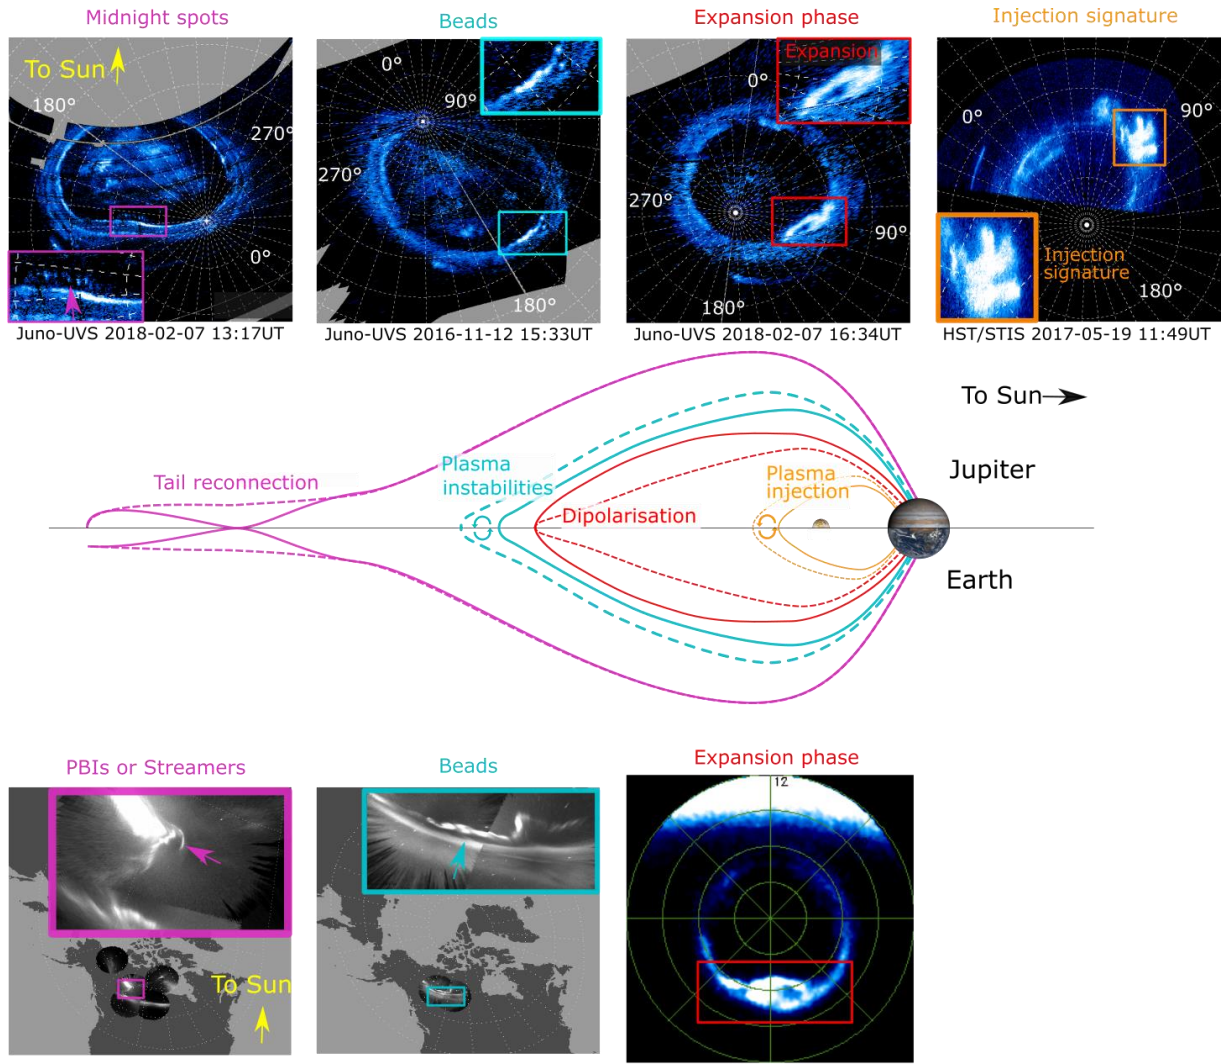 Midnight spots
Beads
Expansion phase
Injection signature
To Sun
180°
270°
0°
Juno-UVS 2018-02-07 13:17UT
0°
90°
270°
180°
Juno-UVS 2016-11-12 15:333UT
Expansion
0°
270°
90°
180°
Juno-UVS 2018-02-07 16:34UT
0°
90°
Injection
signature
180°
HST/STIS 2017-05-19 11:49UT
To Sun
Tail reconnection
Plasma
instabilities
Dipolarisation
Plasma
injection
Jupiter
Earth
PBIs or Streamers
Beads
Expansion phase
To Sun
12